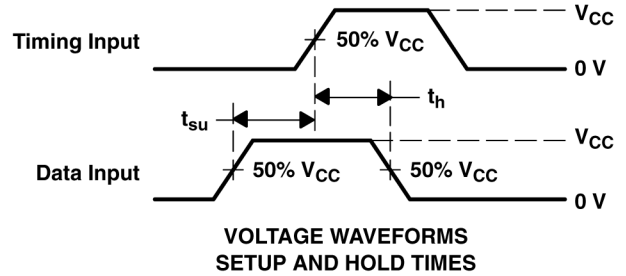 V_CC
Timing Input
50% V_CC
0 V
t_h
t_su
V_CC
Data Input
50% V_CC
50% V_CC
0 V
VOLTAGE WAVEFORMS
SETUP AND HOLD TIMES